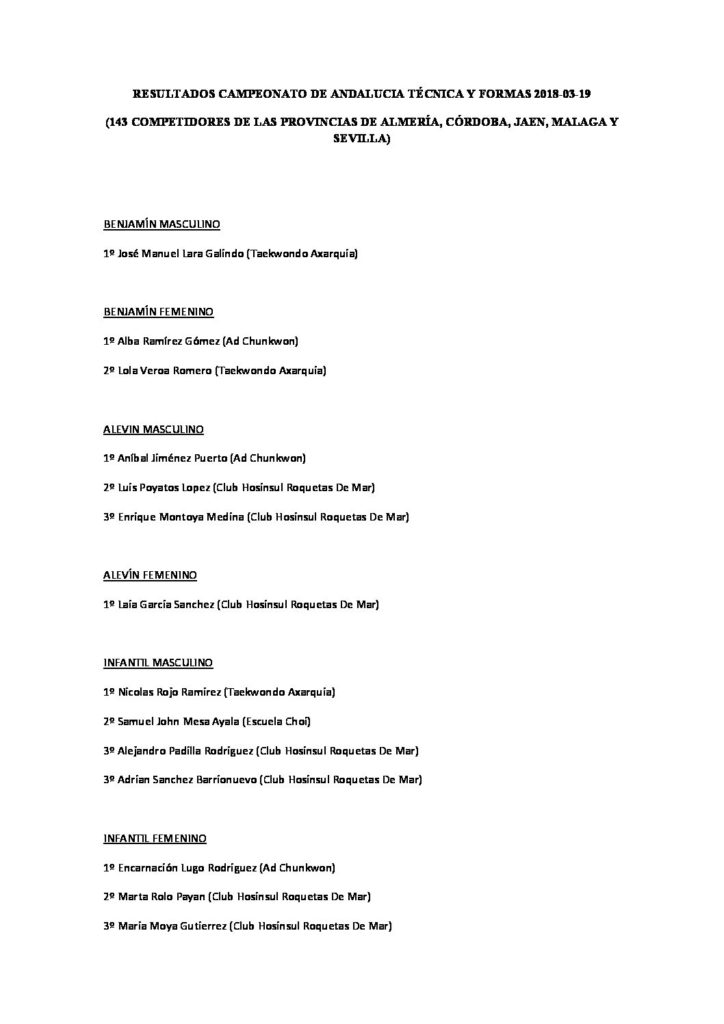 RESULTADOS CAMPEONATO DE ANDALUCIA TÉCNICA Y FORMAS 2018-03-19
(143 COMPETIDORES DE LAS PROVINCIAS DE ALMERÍA, CÓRDOBA, JAEN, MALAGA Y
SEVILLA)
BENJAMÍN MASCULINO
1º José Manuel Lara Galindo (Taekwondo Axarquia)
BENJAMÍN FEMENINO
1º Alba Ramírez Gómez (Ad Chunkwon)
2º Lola Veroa Romero (Taekwondo Axarquia)
ALEVIN MASCULINO
1º Aníbal Jiménez Puerto (Ad Chunkwon)
2º Luis Poyatos Lopez (Club Hosinsul Roquetas De Mar)
3º Enrique Montoya Medina (Club Hosinsul Roquetas De Mar)
ALEVÍN FEMENINO
1º Laia García Sanchez (Club Hosinsul Roquetas De Mar)
INFANTIL MASCULINO
1º Nicolas Rojo Ramírez (Taekwondo Axarquia)
2º Samuel John Mesa Ayala (Escuela Choi)
3º Alejandro Padilla Rodriguez (Club Hosinsul Roquetas De Mar)
3º Adrian Sanchez Barrionuevo (Club Hosinsul Roquetas De Mar)
INFANTIL FEMENINO
1º Encarnación Lugo Rodriguez (Ad Chunkwon)
2º Marta Rolo Payan (Club Hosinsul Roquetas De Mar)
3º Maria Moya Gutierrez (Club Hosinsul Roquetas De Mar)